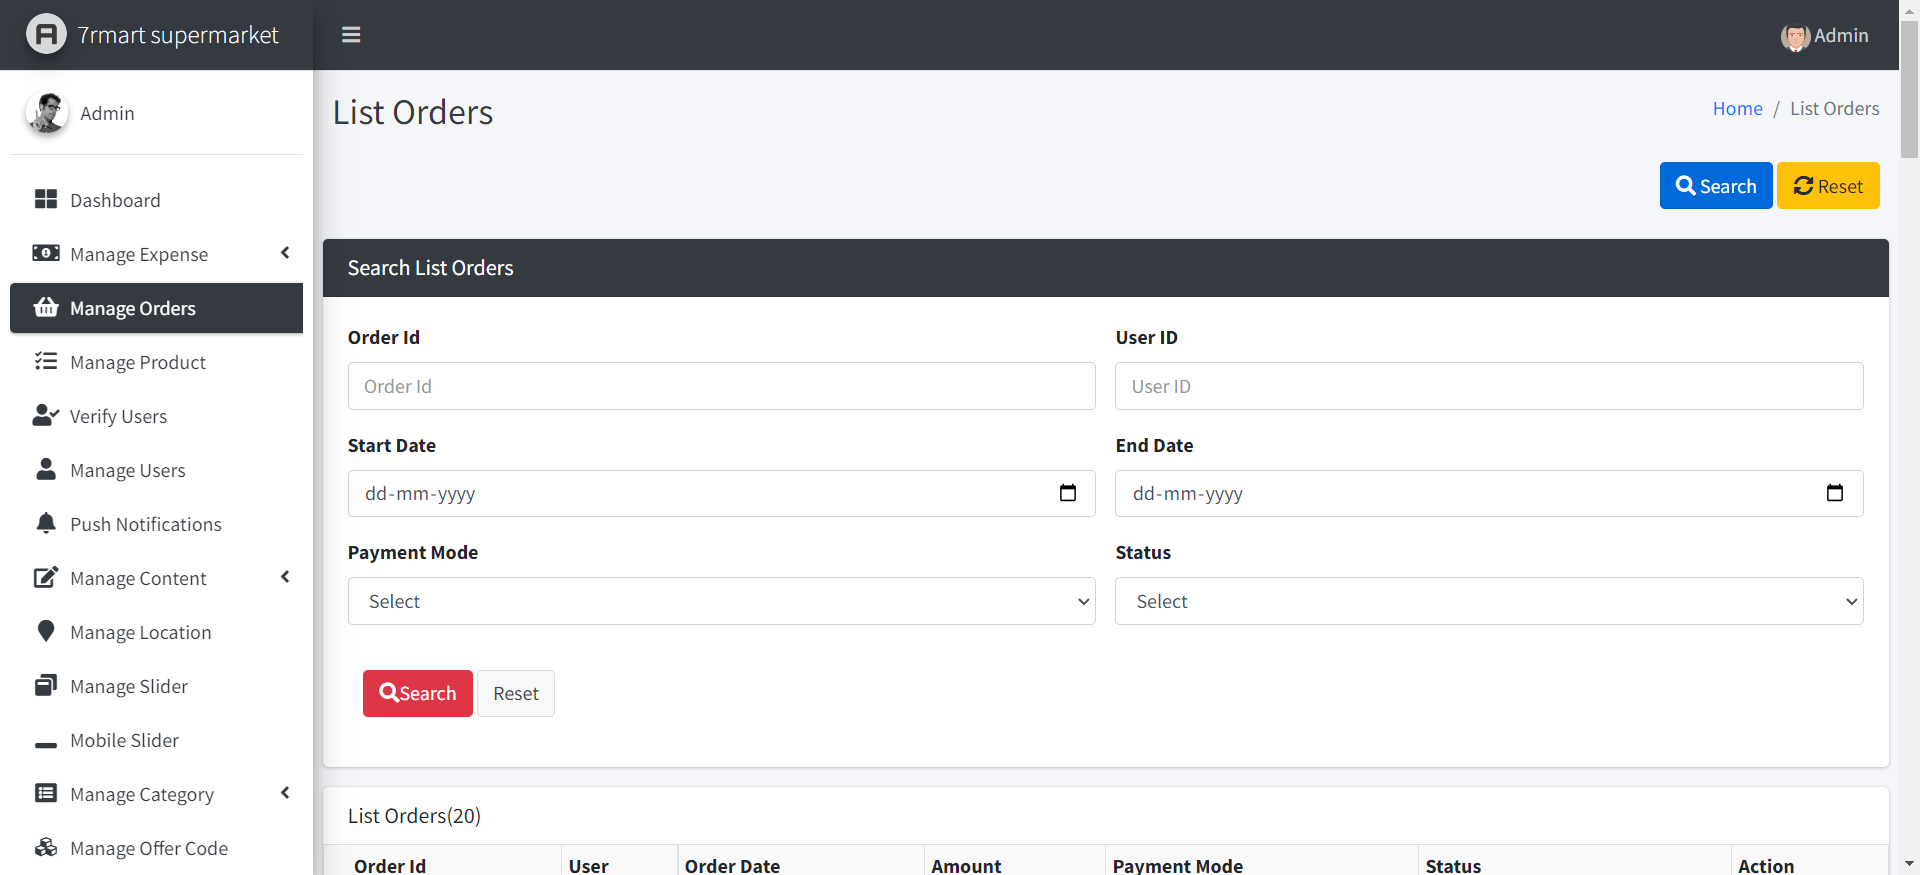 7rmart supermarket
Admin
Admin
Dashboard
Manage Expense
Manage Orders
Manage Product
Verify Users
Manage Users
Push Notifications
Manage Content
Manage Location
Manage Slider
Mobile Slider
Manage Category
Manage Offer Code
List Orders
Home / List Orders
Search Reset
Search List Orders
Order Id User ID
Order Id User ID
Start Date End Date
dd-mm-yyyy dd-mm-yyyy
Payment Mode Status
Select Select
Search Reset
List Orders(20)
Order Id User Order Date Amount Payment Mode Status Action